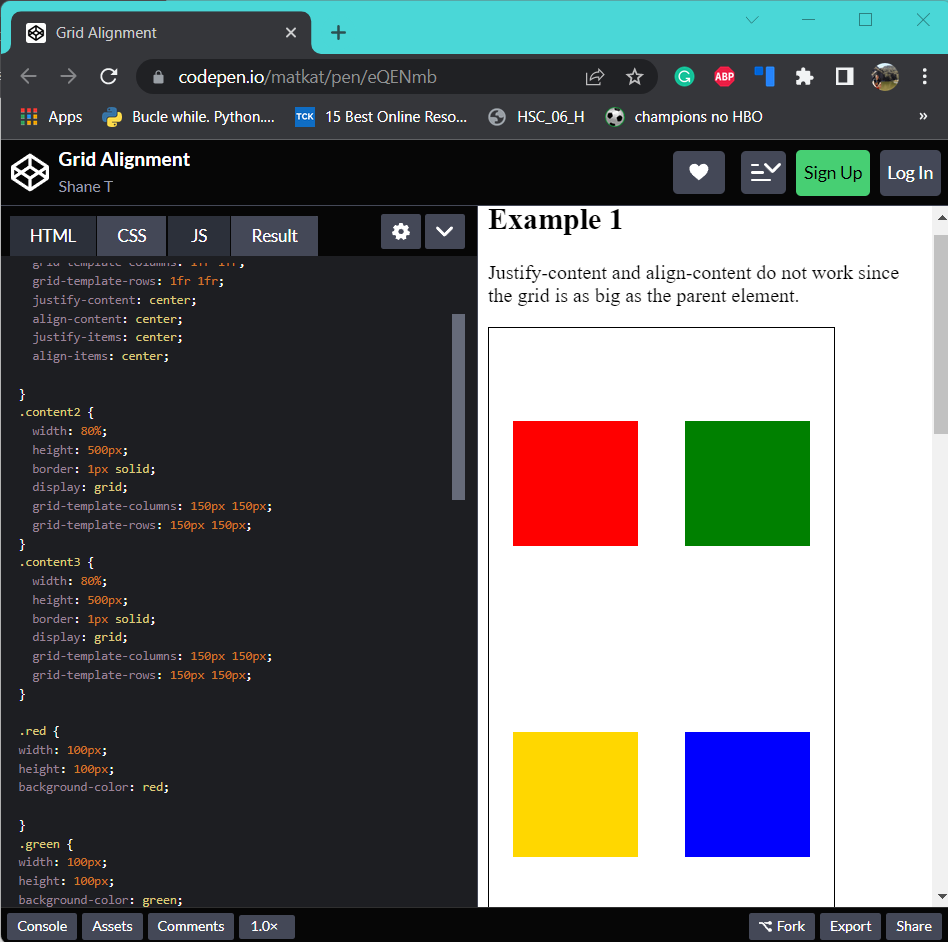 Grid Alignment
codepen.io/matkat/pen/eQENmb
ABP
Apps
Bucle while. Python....
TCK
15 Best Online Reso...
HSC_06_H
champions no HBO
»
Grid Alignment
Shane T
Sign Up
Log In
HTML
CSS
JS
Result
grid-template-columns: 1fr 1fr;
grid-template-rows: 1fr 1fr;
justify-content: center;
align-content: center;
justify-items: center;
align-items: center;
}
.content2 {
width: 80%;
height: 500px;
border: 1px solid;
display: grid;
grid-template-columns: 150px 150px;
grid-template-rows: 150px 150px;
}
.content3 {
width: 80%;
height: 500px;
border: 1px solid;
display: grid;
grid-template-columns: 150px 150px;
grid-template-rows: 150px 150px;
}
.red {
width: 100px;
height: 100px;
background-color: red;
}
.green {
width: 100px;
height: 100px;
background-color: green;
Example 1
Justify-content and align-content do not work since
the grid is as big as the parent element.
Console
Assets
Comments
1.0×
Fork
Export
Share